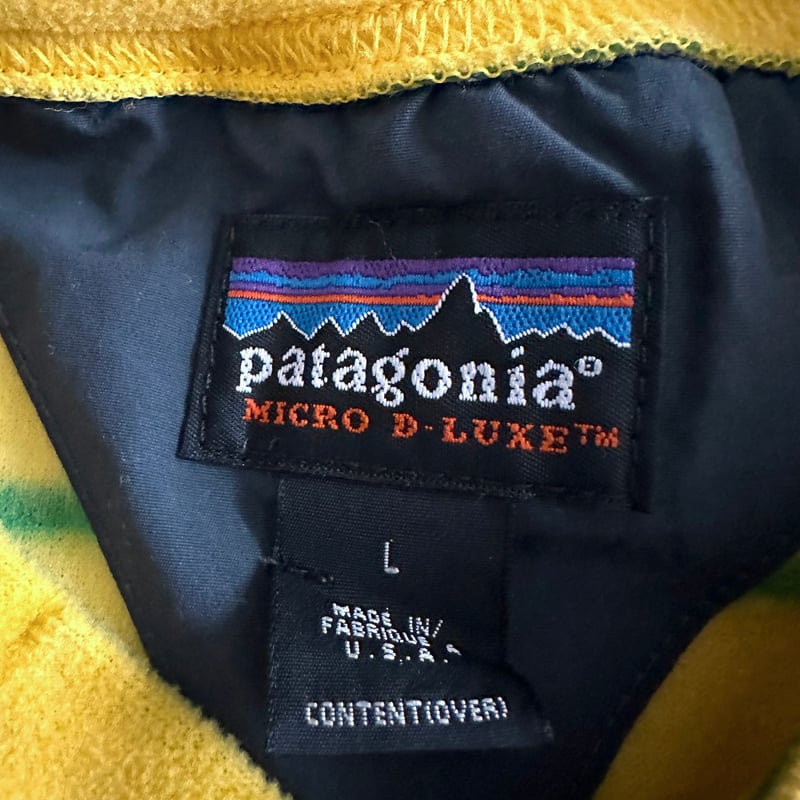 patagonia®
MICRO D-LUXE™
L
MADE IN/
FABRIQUE
U.S.A.
CONTENT(OVER)